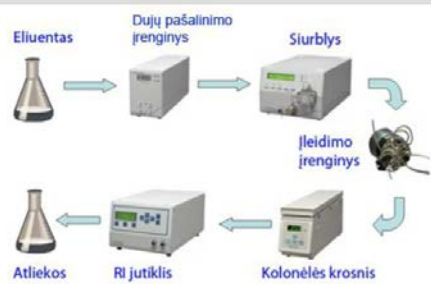 Eliuentas
Dujų pašalinimo
įrenginys
Siurblys
Įleidimo
įrenginys
Kolonėlės krosnis
RI jutiklis
Atliekos